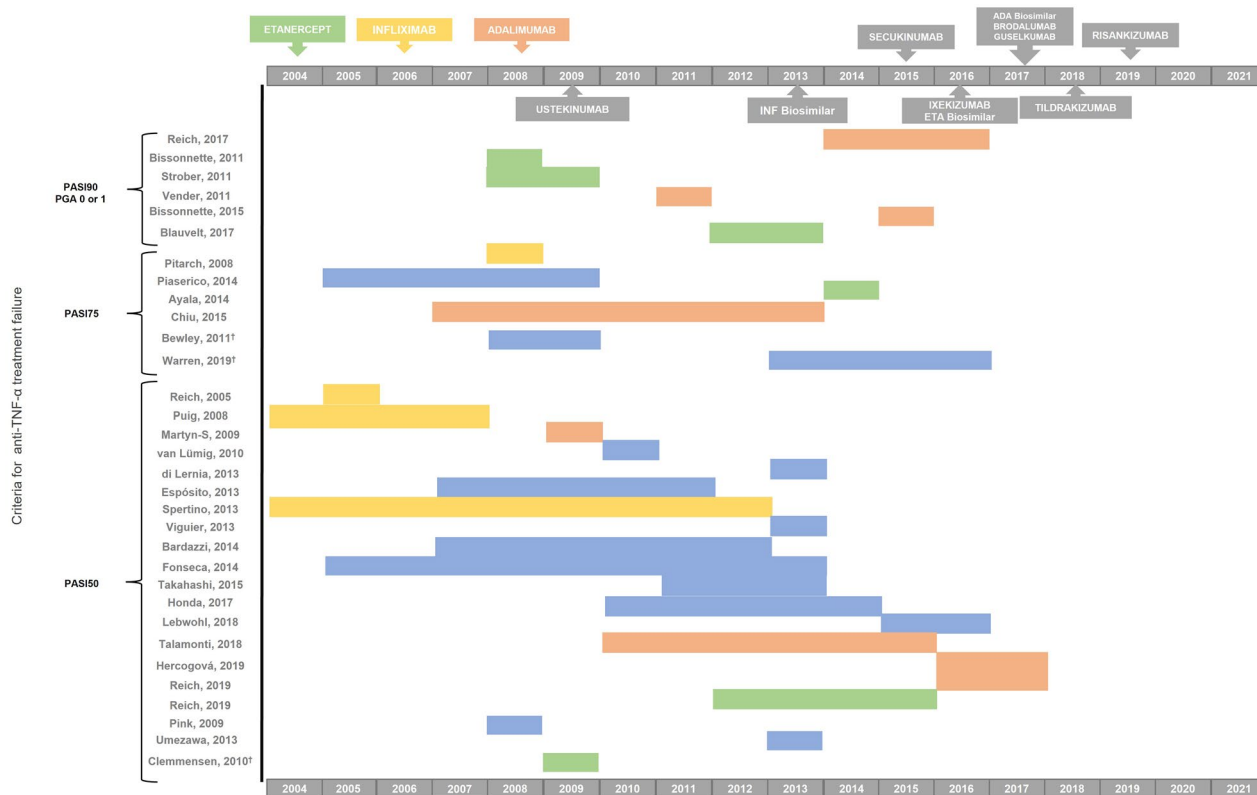 ETANERCEPT
INFLIXIMAB
ADALIMUMAB
SECUKINUMAB
ADA Biosimilar
BRODALUMAB
GUSELKUMAB
RISANKIZUMAB
2004 2005 2006 2007 2008 2009 2010 2011 2012 2013 2014 2015 2016 2017 2018 2019 2020 2021
USTEKINUMAB
INF Biosimilar
IXEKIZUMAB
ETA Biosimilar
TILDRAKIZUMAB
Criteria for anti-TNF-α treatment failure
PASI90
PGA 0 or 1
Reich, 2017
Bissonnette, 2011
Strober, 2011
Vender, 2011
Bissonnette, 2015
Blauvelt, 2017
PASI75
Pitarch, 2008
Piaserico, 2014
Ayala, 2014
Chiu, 2015
Bewley, 2011†
Warren, 2019†
PASI50
Reich, 2005
Puig, 2008
Martyn-S, 2009
van Lümig, 2010
di Lernia, 2013
Espósito, 2013
Spertino, 2013
Viguier, 2013
Bardazzi, 2014
Fonseca, 2014
Takahashi, 2015
Honda, 2017
Lebwohl, 2018
Talamonti, 2018
Hercogová, 2019
Reich, 2019
Reich, 2019
Pink, 2009
Umezawa, 2013
Clemmensen, 2010†
2004 2005 2006 2007 2008 2009 2010 2011 2012 2013 2014 2015 2016 2017 2018 2019 2020 2021